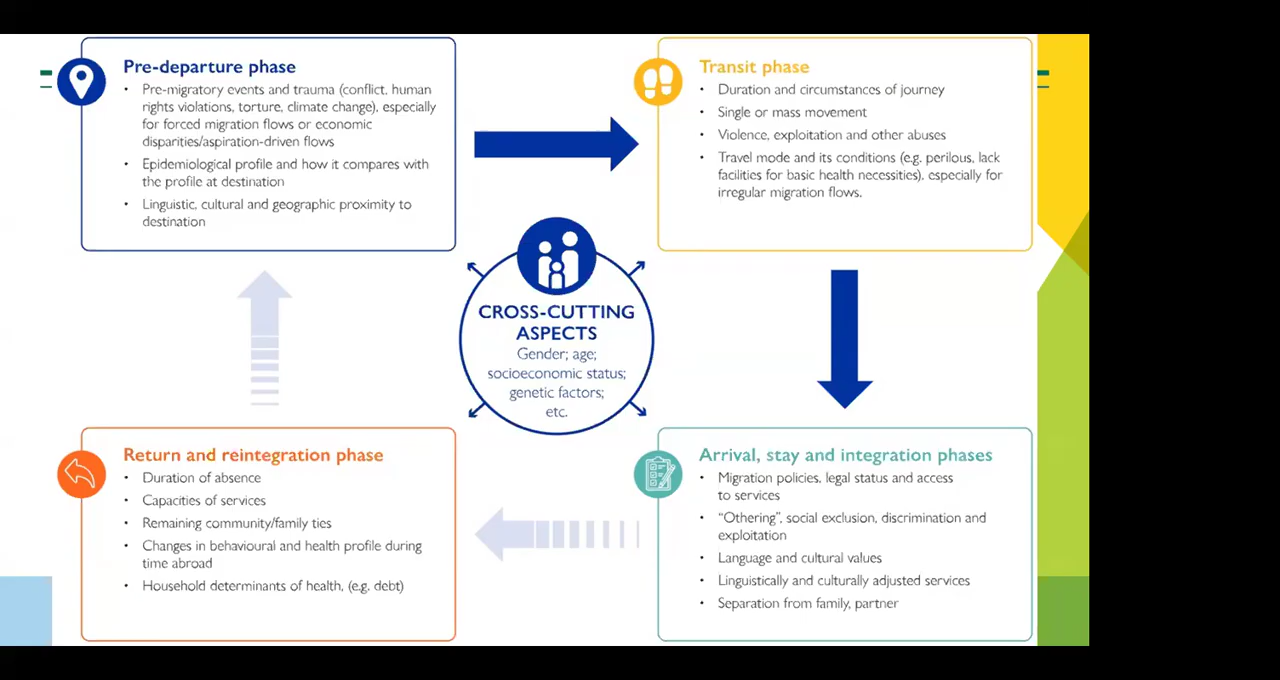 Pre-departure phase
• Pre-migratory events and trauma (conflict, human
rights violations, torture, climate change), especially
for forced migration flows or economic
disparities/aspiration-driven flows
• Epidemiological profile and how it compares with
the profile at destination
• Linguistic, cultural and geographic proximity to
destination
Transit phase
• Duration and circumstances of journey
• Single or mass movement
• Violence, exploitation and other abuses
• Travel mode and its conditions (e.g. perilous, lack
facilities for basic health necessities), especially for
irregular migration flows.
CROSS-CUTTING
ASPECTS
Gender; age;
socioeconomic status;
genetic factors;
etc.
Return and reintegration phase
• Duration of absence
• Capacities of services
• Remaining community/family ties
• Changes in behavioural and health profile during
time abroad
• Household determinants of health, (e.g. debt)
Arrival, stay and integration phases
• Migration policies, legal status and access
to services
• “Othering”, social exclusion, discrimination and
exploitation
• Language and cultural values
• Linguistically and culturally adjusted services
• Separation from family, partner